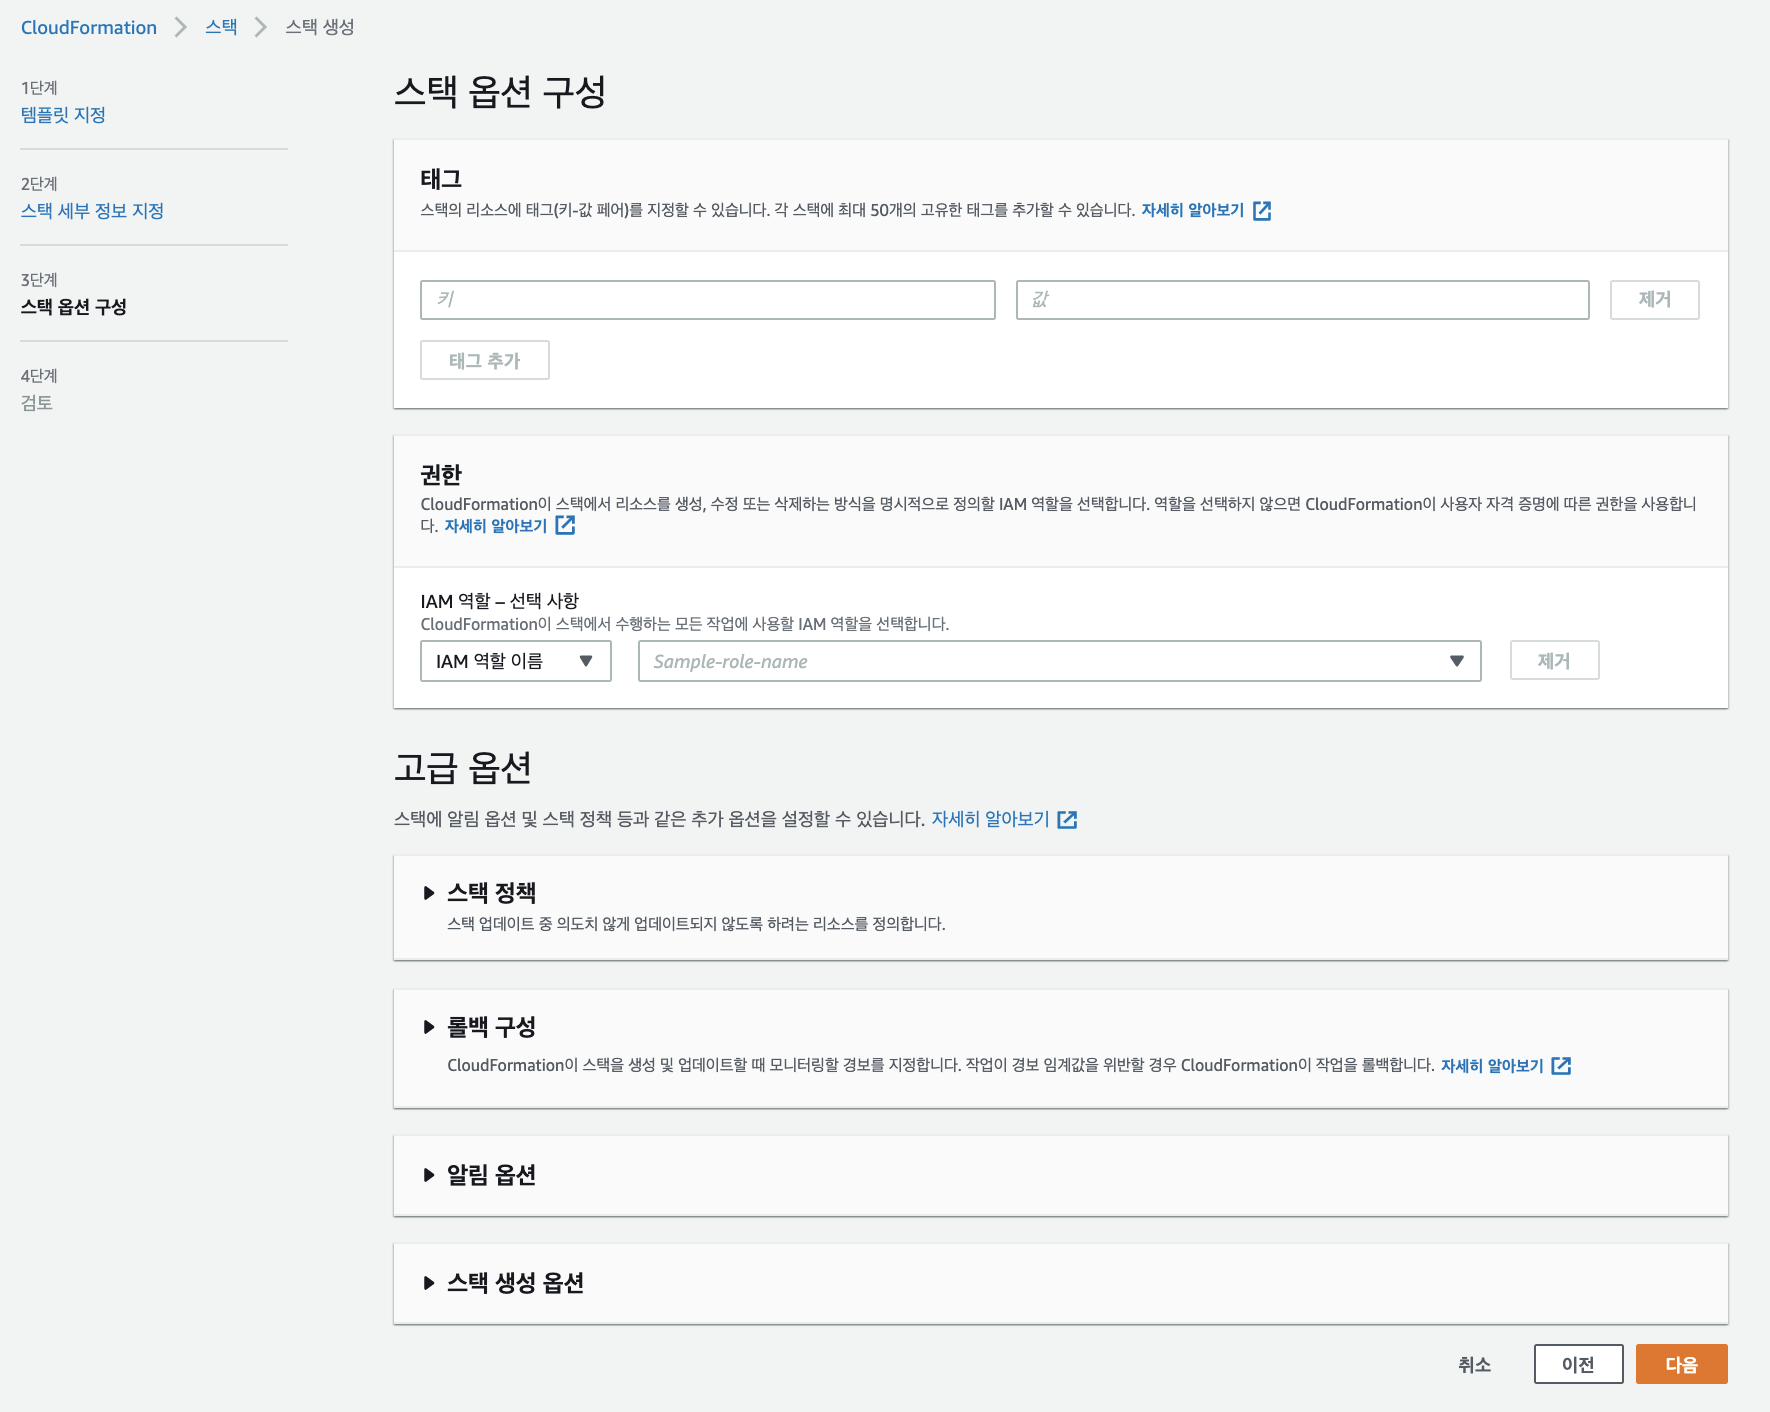 CloudFormation
스택
스택 생성
1단계
템플릿 지정
2단계
스택 세부 정보 지정
3단계
스택 옵션 구성
4단계
검토
스택 옵션 구성
태그
스택의 리소스에 태그(키-값 페어)를 지정할 수 있습니다. 각 스택에 최대 50개의 고유한 태그를 추가할 수 있습니다. 자세히 알아보기
키
값
제거
태그 추가
권한
CloudFormation이 스택에서 리소스를 생성, 수정 또는 삭제하는 방식을 명시적으로 정의할 IAM 역할을 선택합니다. 역할을 선택하지 않으면 CloudFormation이 사용자 자격 증명에 따른 권한을 사용합니
다. 자세히 알아보기
IAM 역할 – 선택 사항
CloudFormation이 스택에서 수행하는 모든 작업에 사용할 IAM 역할을 선택합니다.
IAM 역할 이름
Sample-role-name
제거
고급 옵션
스택에 알림 옵션 및 스택 정책 등과 같은 추가 옵션을 설정할 수 있습니다. 자세히 알아보기
스택 정책
스택 업데이트 중 의도치 않게 업데이트되지 않도록 하려는 리소스를 정의합니다.
롤백 구성
CloudFormation이 스택을 생성 및 업데이트할 때 모니터링할 경보를 지정합니다. 작업이 경보 임계값을 위반할 경우 CloudFormation이 작업을 롤백합니다. 자세히 알아보기
알림 옵션
스택 생성 옵션
취소
이전
다음